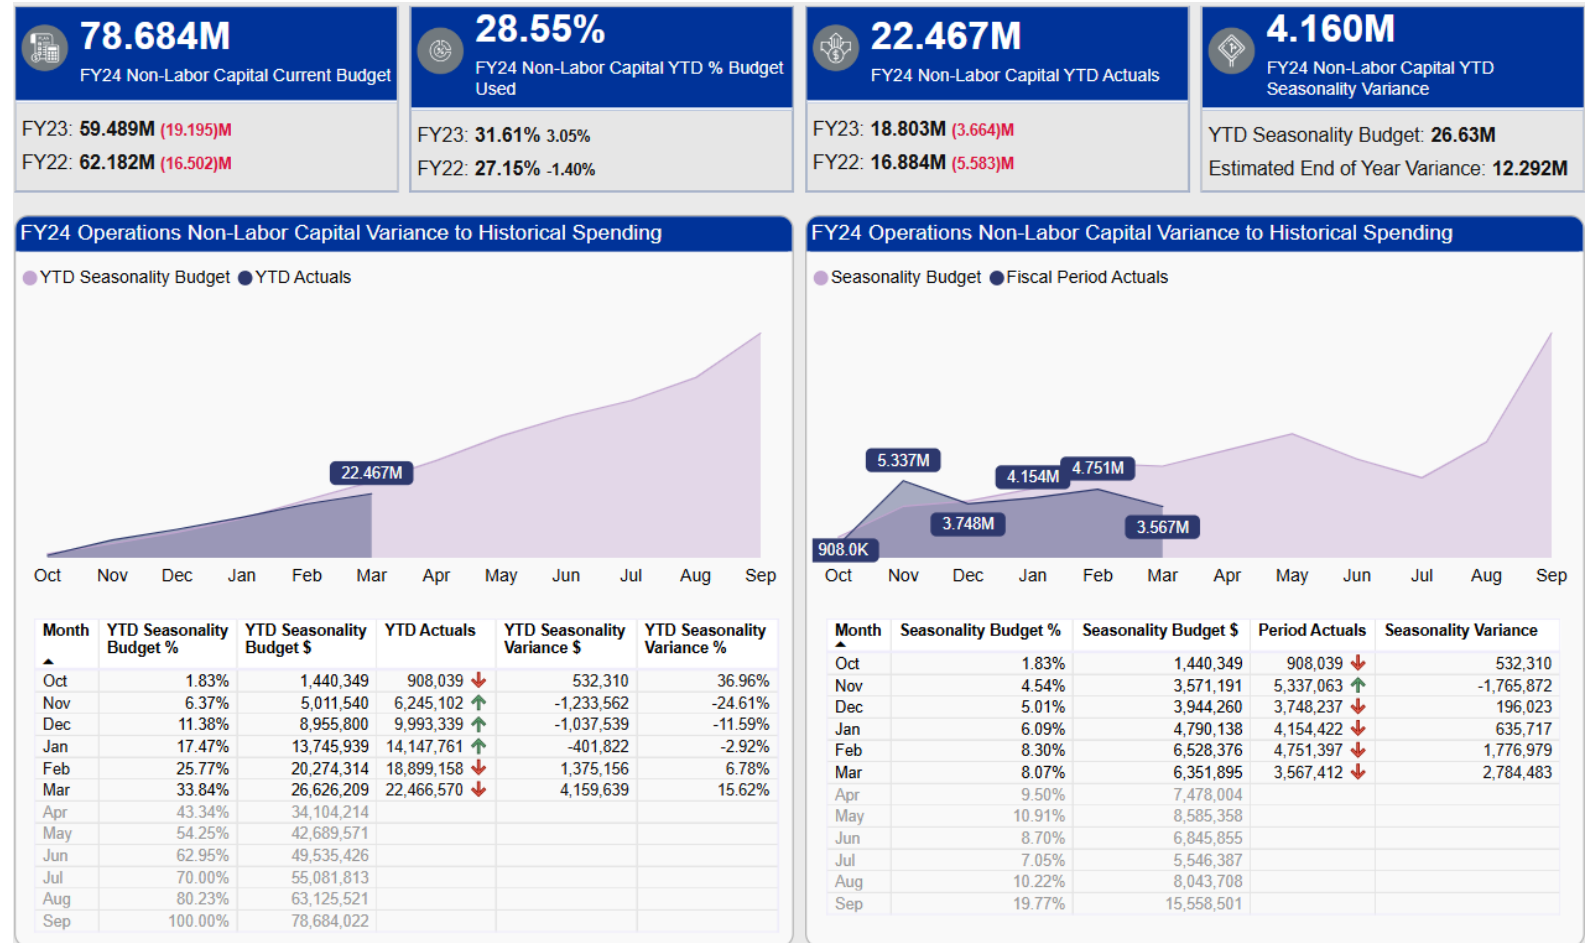 78.684M
FY24 Non-Labor Capital Current Budget
FY23: 59.489M (19.195)M
FY22: 62.182M (16.502)M
28.55%
FY24 Non-Labor Capital YTD % Budget
Used
FY23: 31.61% 3.05%
FY22: 27.15% -1.40%
22.467M
FY24 Non-Labor Capital YTD Actuals
FY23: 18.803M (3.664)M
FY22: 16.884M (5.583)M
4.160M
FY24 Non-Labor Capital YTD
Seasonality Variance
YTD Seasonality Budget: 26.63M
Estimated End of Year Variance: 12.292M
FY24 Operations Non-Labor Capital Variance to Historical Spending
YTD Seasonality Budget YTD Actuals
22.467M
Oct Nov Dec Jan Feb Mar Apr May Jun Jul Aug Sep
Month YTD Seasonality Budget % YTD Seasonality Budget $ YTD Actuals YTD Seasonality Variance $ YTD Seasonality Variance %
Oct 1.83% 1,440,349 908,039 532,310 36.96%
Nov 6.37% 5,011,540 6,245,102 -1,233,562 -24.61%
Dec 11.38% 8,955,800 9,993,339 -1,037,539 -11.59%
Jan 17.47% 13,745,939 14,147,761 -401,822 -2.92%
Feb 25.77% 20,274,314 18,899,158 1,375,156 6.78%
Mar 33.84% 26,626,209 22,466,570 4,159,639 15.62%
Apr 43.34% 34,104,214
May 54.25% 42,689,571
Jun 62.95% 49,535,426
Jul 70.00% 55,081,813
Aug 80.23% 63,125,521
Sep 100.00% 78,684,022
FY24 Operations Non-Labor Capital Variance to Historical Spending
Seasonality Budget Fiscal Period Actuals
908.0K
5.337M
3.748M
4.154M
4.751M
3.567M
Oct Nov Dec Jan Feb Mar Apr May Jun Jul Aug Sep
Month Seasonality Budget % Seasonality Budget $ Period Actuals Seasonality Variance
Oct 1.83% 1,440,349 908,039 532,310
Nov 4.54% 3,571,191 5,337,063 -1,765,872
Dec 5.01% 3,944,260 3,748,237 196,023
Jan 6.09% 4,790,138 4,154,422 635,717
Feb 8.30% 6,528,376 4,751,397 1,776,979
Mar 8.07% 6,351,895 3,567,412 2,784,483
Apr 9.50% 7,478,004
May 10.91% 8,585,358
Jun 8.70% 6,845,855
Jul 7.05% 5,546,387
Aug 10.22% 8,043,708
Sep 19.77% 15,558,501